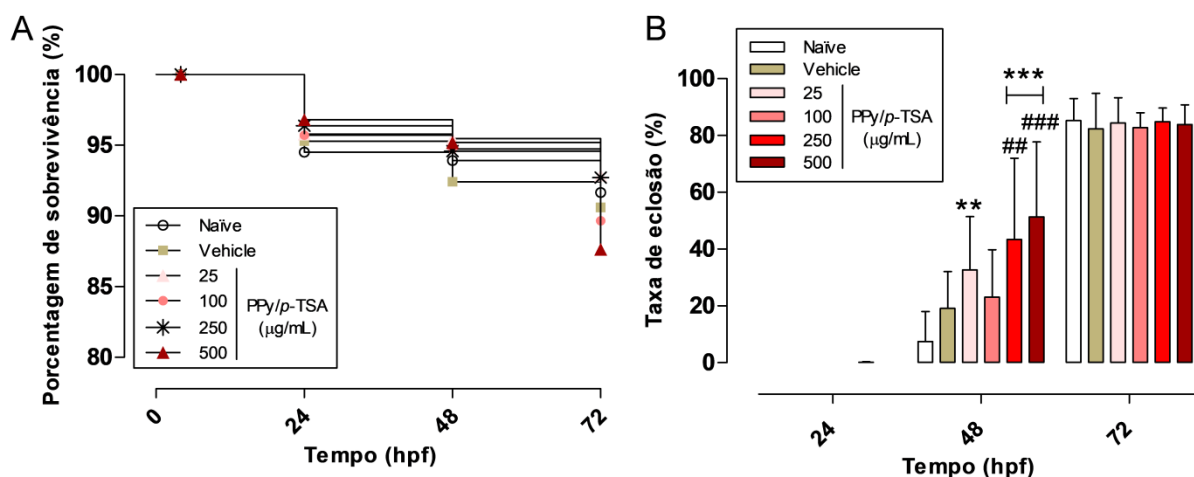 A
Porcentagem de sobrevivência (%)
100
95
90
85
80
Naïve
Vehicle
25
100
250
500
PPy/p-TSA
(μg/mL)
0
24
48
72
Tempo (hpf)
B
Taxa de eclosão (%)
100
80
60
40
20
0
Naïve
Vehicle
25
100
250
500
PPy/p-TSA
(μg/mL)
**
***
##
###
24
48
72
Tempo (hpf)